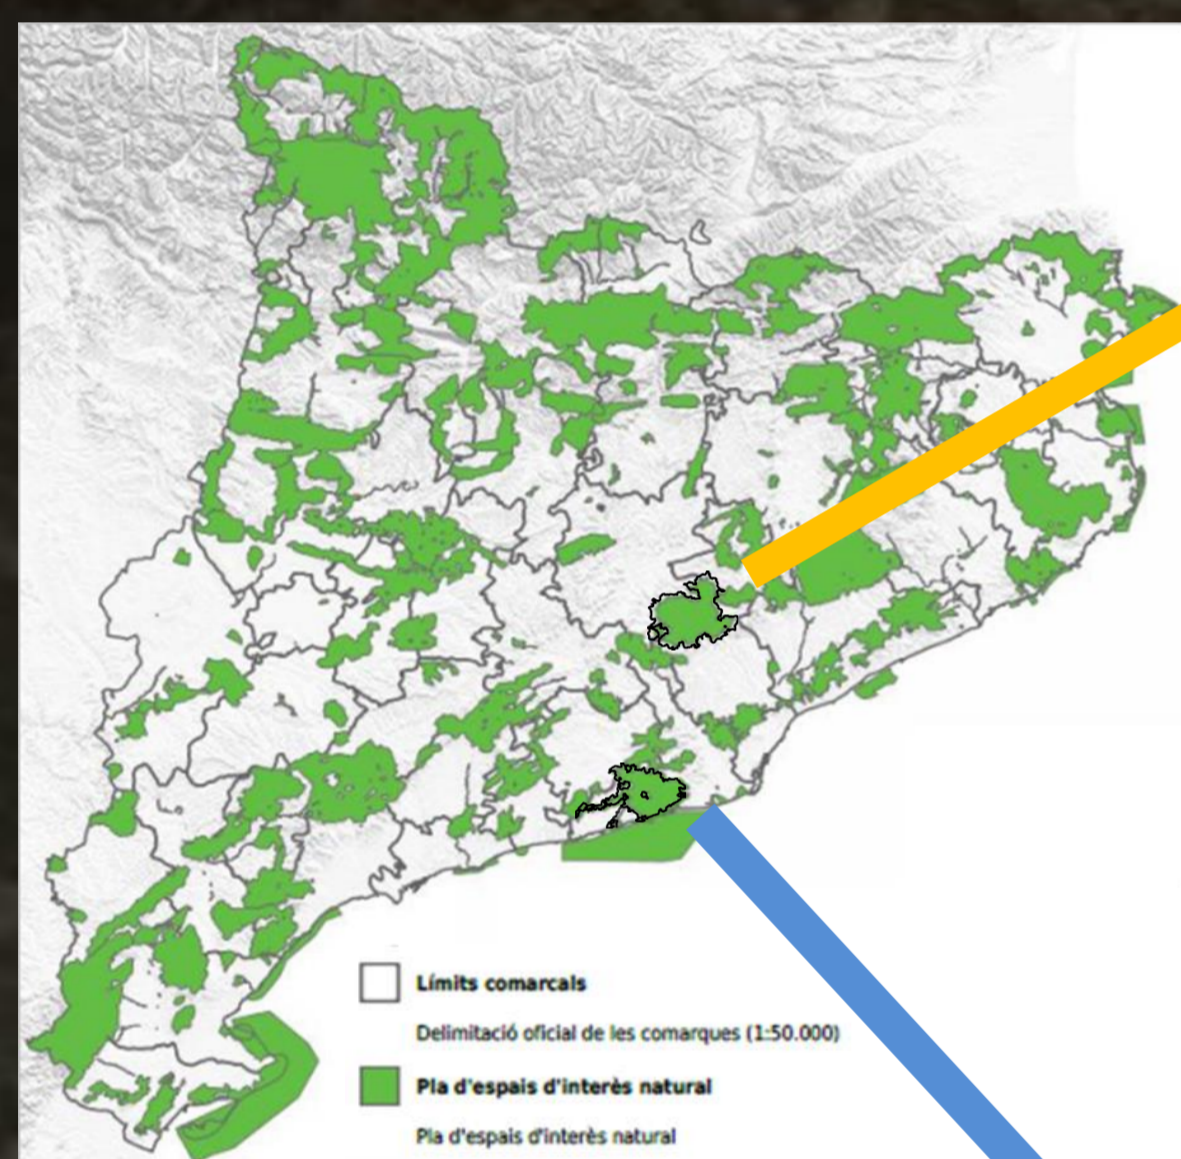 Límits comarcals
Delimitació oficial de les comarques (1:50.000)
Pla d'espais d'interès natural
Pla d'espais d'interès natural